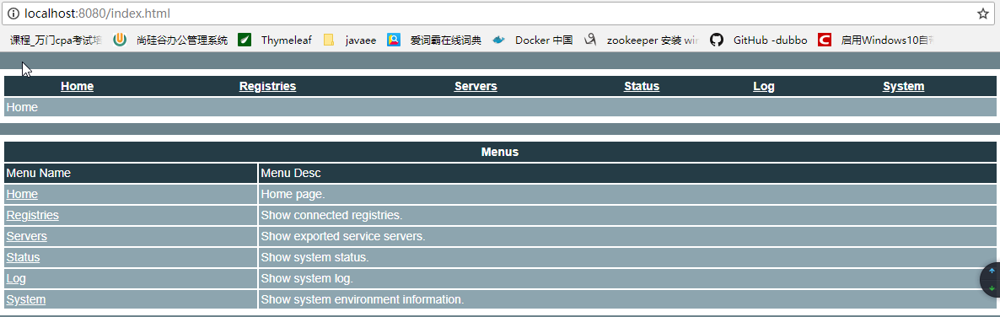 localhost:8080/index.html
课程_万门cpa考试培 尚硅谷办公管理系统 Thymeleaf javaee 爱词霸在线词典 Docker 中国 zookeeper 安装 wir GitHub -dubbo 启用Windows10自
Home Registries Servers Status Log System
Home
Menus
Menu Name Menu Desc
Home Home page.
Registries Show connected registries.
Servers Show exported service servers.
Status Show system status.
Log Show system log.
System Show system environment information.